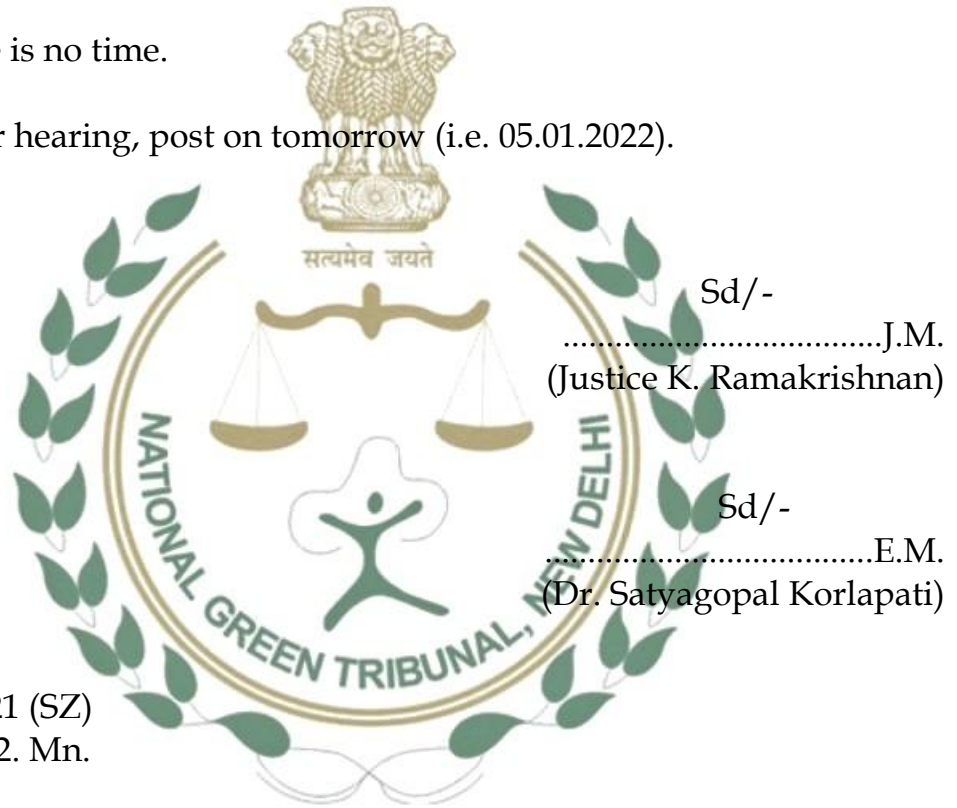 is no time.
hearing, post on tomorrow (i.e. 05.01.2022).
सत्यमेव जयते
Sd/-
...................................J.M.
(Justice K. Ramakrishnan)
NATIONAL GREEN TRIBUNAL, NEW DELHI
Sd/-
...................................E.M.
(Dr. Satyagopal Korlapati)
21 (SZ)
2. Mn.